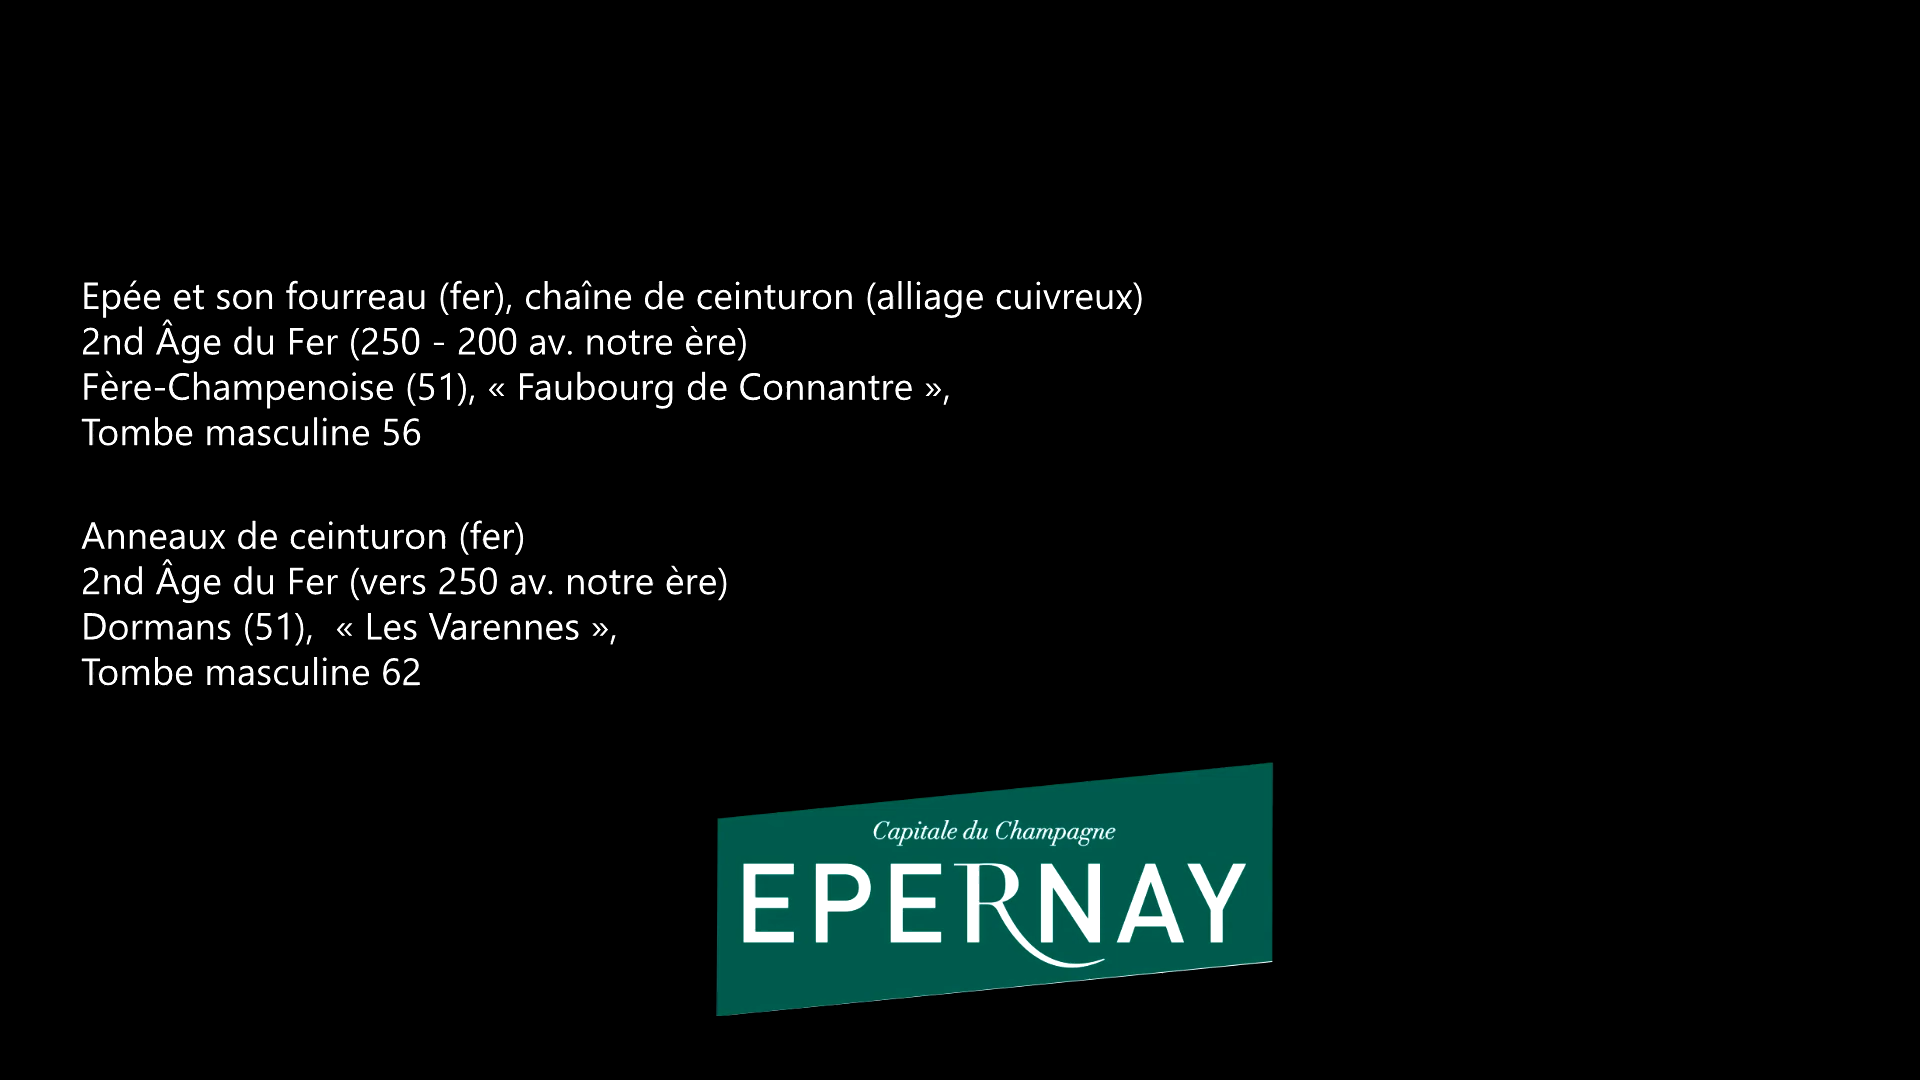 Epée et son fourreau (fer), chaîne de ceinturon (alliage cuivreux)
2nd Âge du Fer (250 - 200 av. notre ère)
Fère-Champenoise (51), « Faubourg de Connantre »,
Tombe masculine 56
Anneaux de ceinturon (fer)
2nd Âge du Fer (vers 250 av. notre ère)
Dormans (51),  « Les Varennes »,
Tombe masculine 62
Capitale du Champagne
EPERNAY